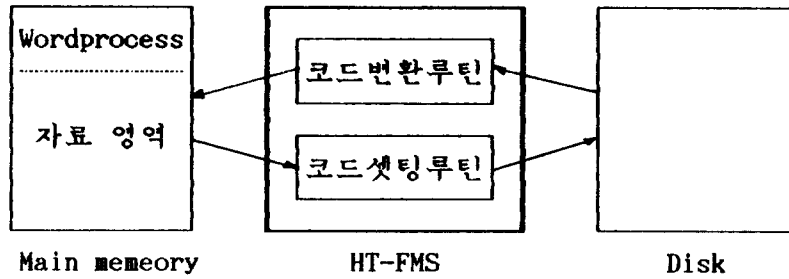 Wordprocess
자료 영역
코드변환루틴
코드셋팅루틴
Main memeory
HT-FMS
Disk